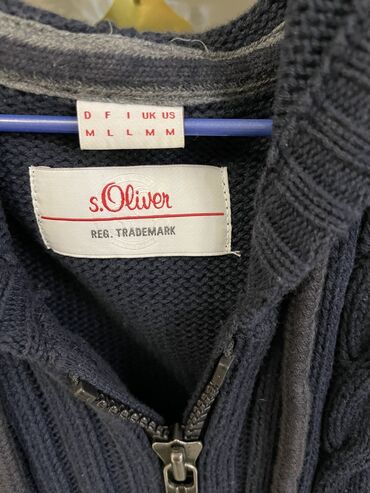 D F I UK US
M L L M M
s.Oliver
REG. TRADEMARK